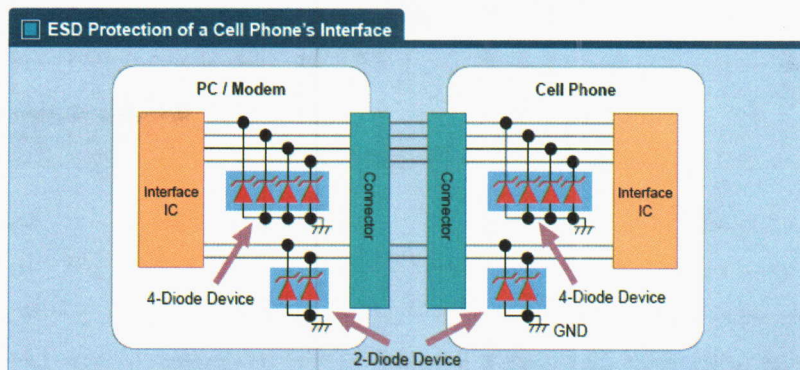 ESD Protection of a Cell Phone's Interface
PC / Modem
Cell Phone
Interface
IC
Connector
Connector
Interface
IC
4-Diode Device
4-Diode Device
GND
2-Diode Device